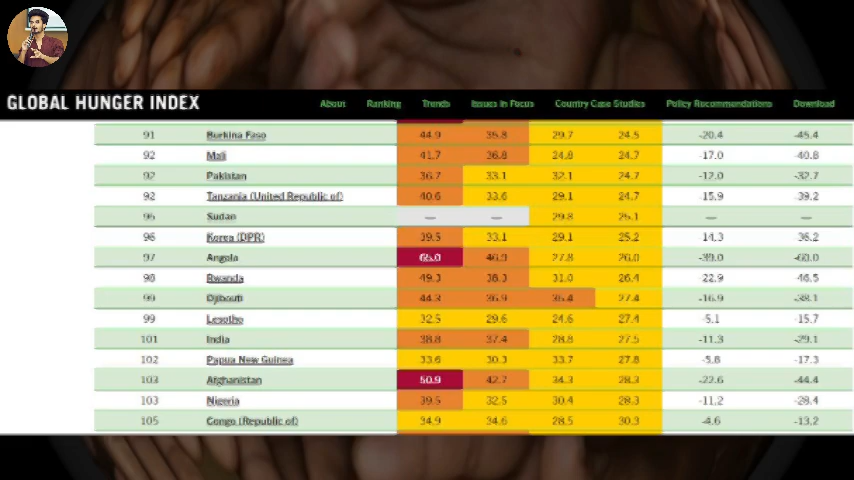 GLOBAL HUNGER INDEX About Ranking Trends Issues in Focus Country Case Studies Policy Recommendations Download
91 Burkina Faso 44.9 35.8 29.7 24.5 -20.4 -45.4
92 Mali 41.7 36.8 24.8 24.7 -17.0 -40.8
92 Pakistan 36.7 33.1 32.1 24.7 -12.0 -32.7
92 Tanzania (United Republic of) 40.6 33.6 29.1 24.7 -15.9 -39.2
95 Sudan — — 29.8 25.1 — —
96 Korea (DPR) 39.5 33.1 29.1 25.2 14.3 36.2
97 Angola 65.0 46.9 27.8 26.0 -39.0 -60.0
98 Rwanda 49.3 38.3 31.0 26.4 -22.9 -46.5
99 Djibouti 44.3 36.9 35.4 27.4 -16.9 -38.1
99 Lesotho 32.5 29.6 24.6 27.4 -5.1 -15.7
101 India 38.8 37.4 28.8 27.5 -11.3 -29.1
102 Papua New Guinea 33.6 30.3 33.7 27.8 -5.8 -17.3
103 Afghanistan 50.9 42.7 34.3 28.3 -22.6 -44.4
103 Nigeria 39.5 32.5 30.4 28.3 -11.2 -28.4
105 Congo (Republic of) 34.9 34.6 28.5 30.3 -4.6 -13.2